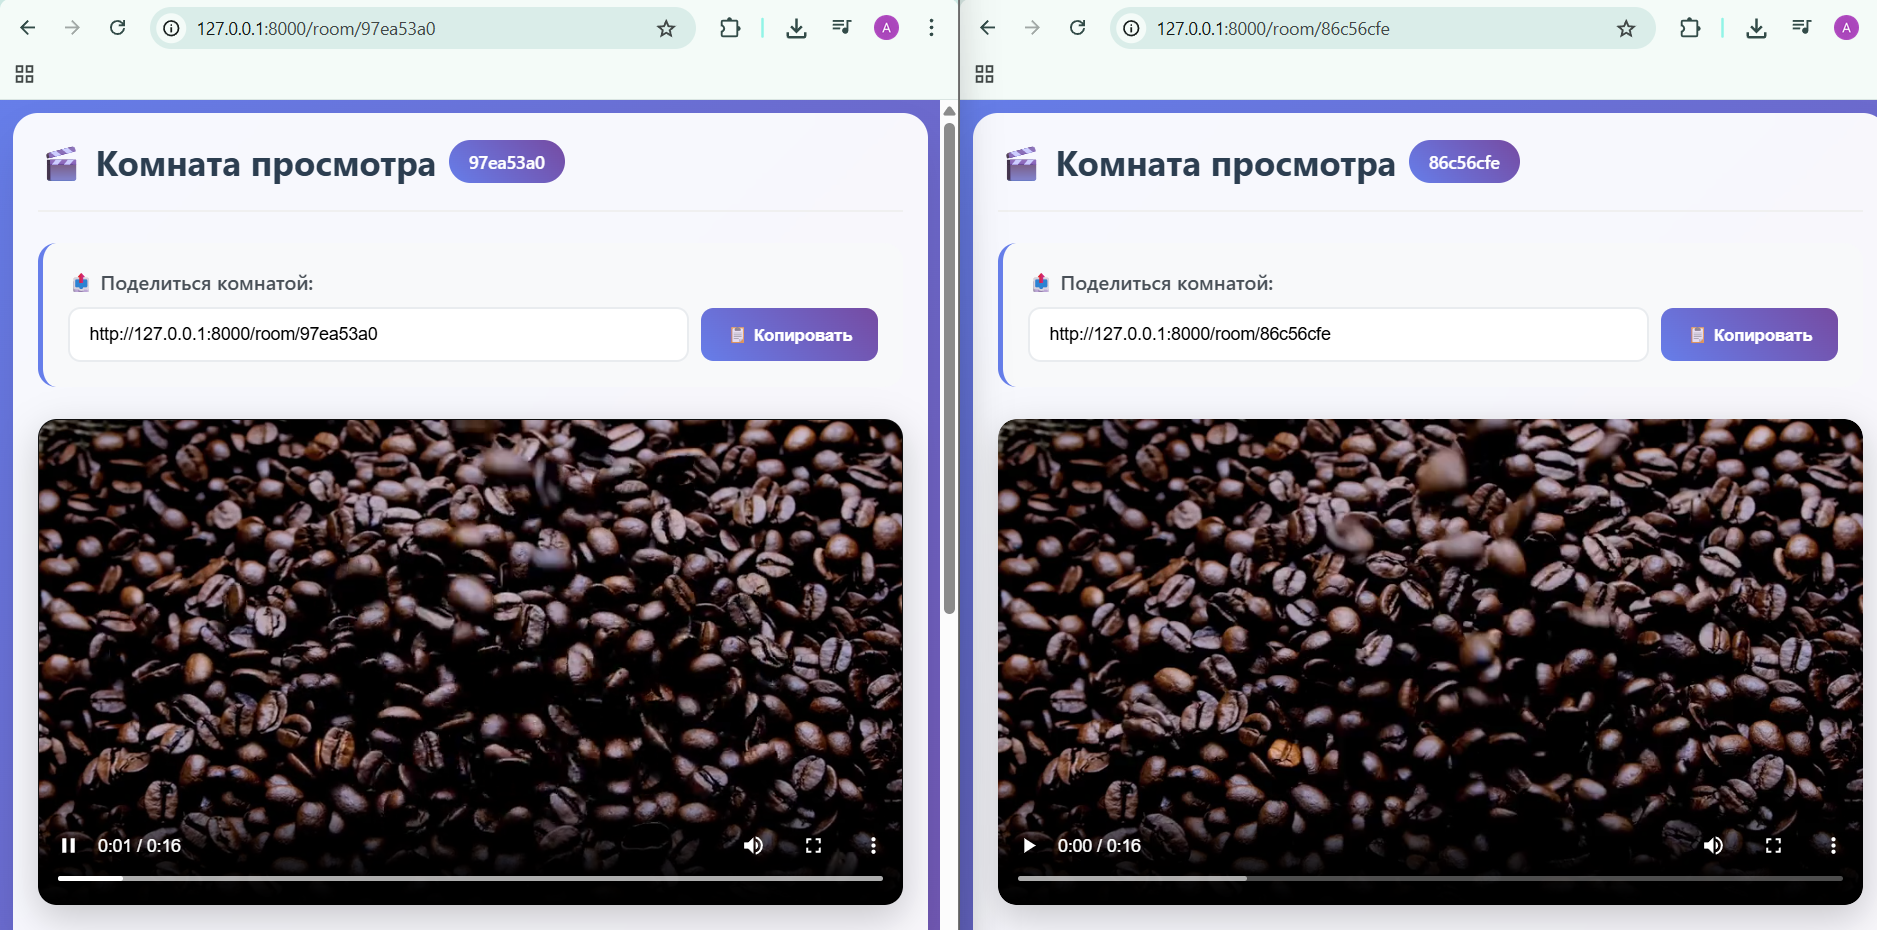 127.0.0.1:8000/room/97ea53a0
A
Комната просмотра 97ea53a0
Поделиться комнатой:
http://127.0.0.1:8000/room/97ea53a0
Копировать
0:01 / 0:16
127.0.0.1:8000/room/86c56cfe
A
Комната просмотра 86c56cfe
Поделиться комнатой:
http://127.0.0.1:8000/room/86c56cfe
Копировать
0:00 / 0:16